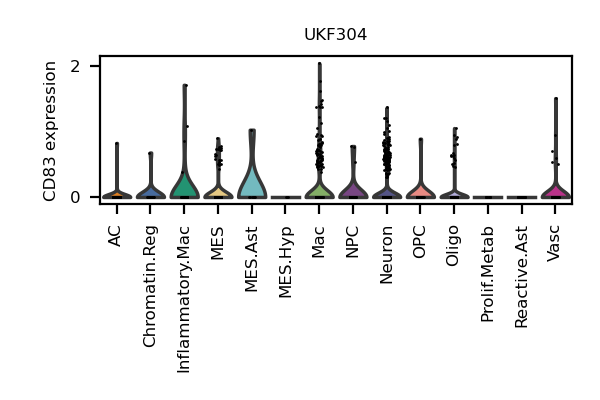 UKF304
CD83 expression
2
0
AC
Chromatin.Reg
Inflammatory.Mac
MES
MES.Ast
MES.Hyp
Mac
NPC
Neuron
OPC
Oligo
Prolif.Metab
Reactive.Ast
Vasc